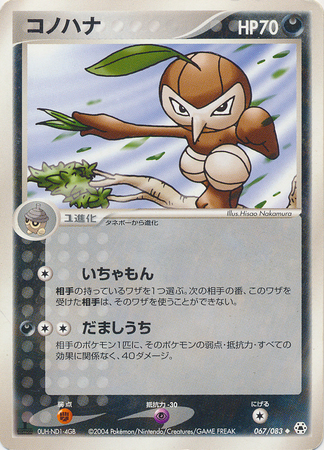 コノハナ
HP70
Illus.Hisao Nakamura
1進化
タネボーから進化
いちゃもん
相手の持っているワザを1つ選ぶ。次の相手の番、このワザを
受けた相手は、そのワザを使うことができない。
だましうち
相手のポケモン1匹に、そのポケモンの弱点・抵抗力・すべての
効果に関係なく、40ダメージ。
弱点
抵抗力 -30
にげる
0UH-ND1-4GB
©2004 Pokémon/Nintendo/Creatures/GAME FREAK
067/083